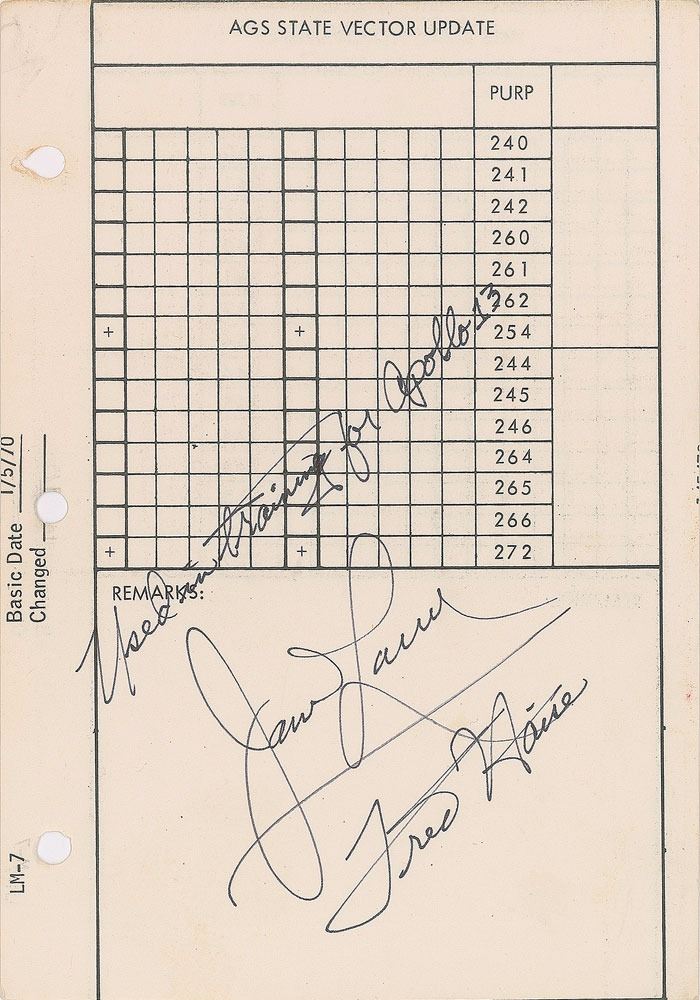 AGS STATE VECTOR UPDATE
PURP
240
241
242
260
261
262
+ + 254
244
245
246
264
265
266
+ + 272
REMARKS:
Used in training for Apollo 13
James Lovell
Fred Haise
Basic Date 1/5/70
Changed
LM-7